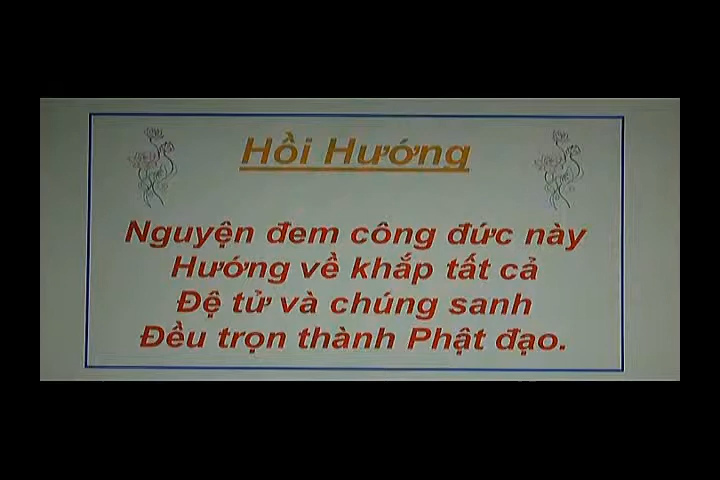 Hồi Hướng
Nguyện đem công đức này
Hướng về khắp tất cả
Đệ tử và chúng sanh
Đều trọn thành Phật đạo.